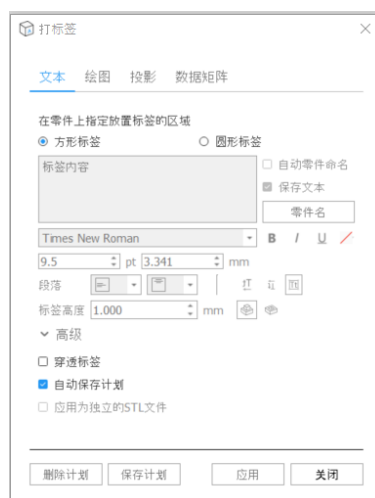 打标签
文本 绘图 投影 数据矩阵
在零件上指定放置标签的区域
方形标签 圆形标签
标签内容
自动零件命名
保存文本
零件名
Times New Roman B I U
9.5 pt 3.341 mm
段落
标签高度 1.000 mm
高级
穿透标签
自动保存计划
应用为独立的STL文件
删除计划 保存计划 应用 关闭